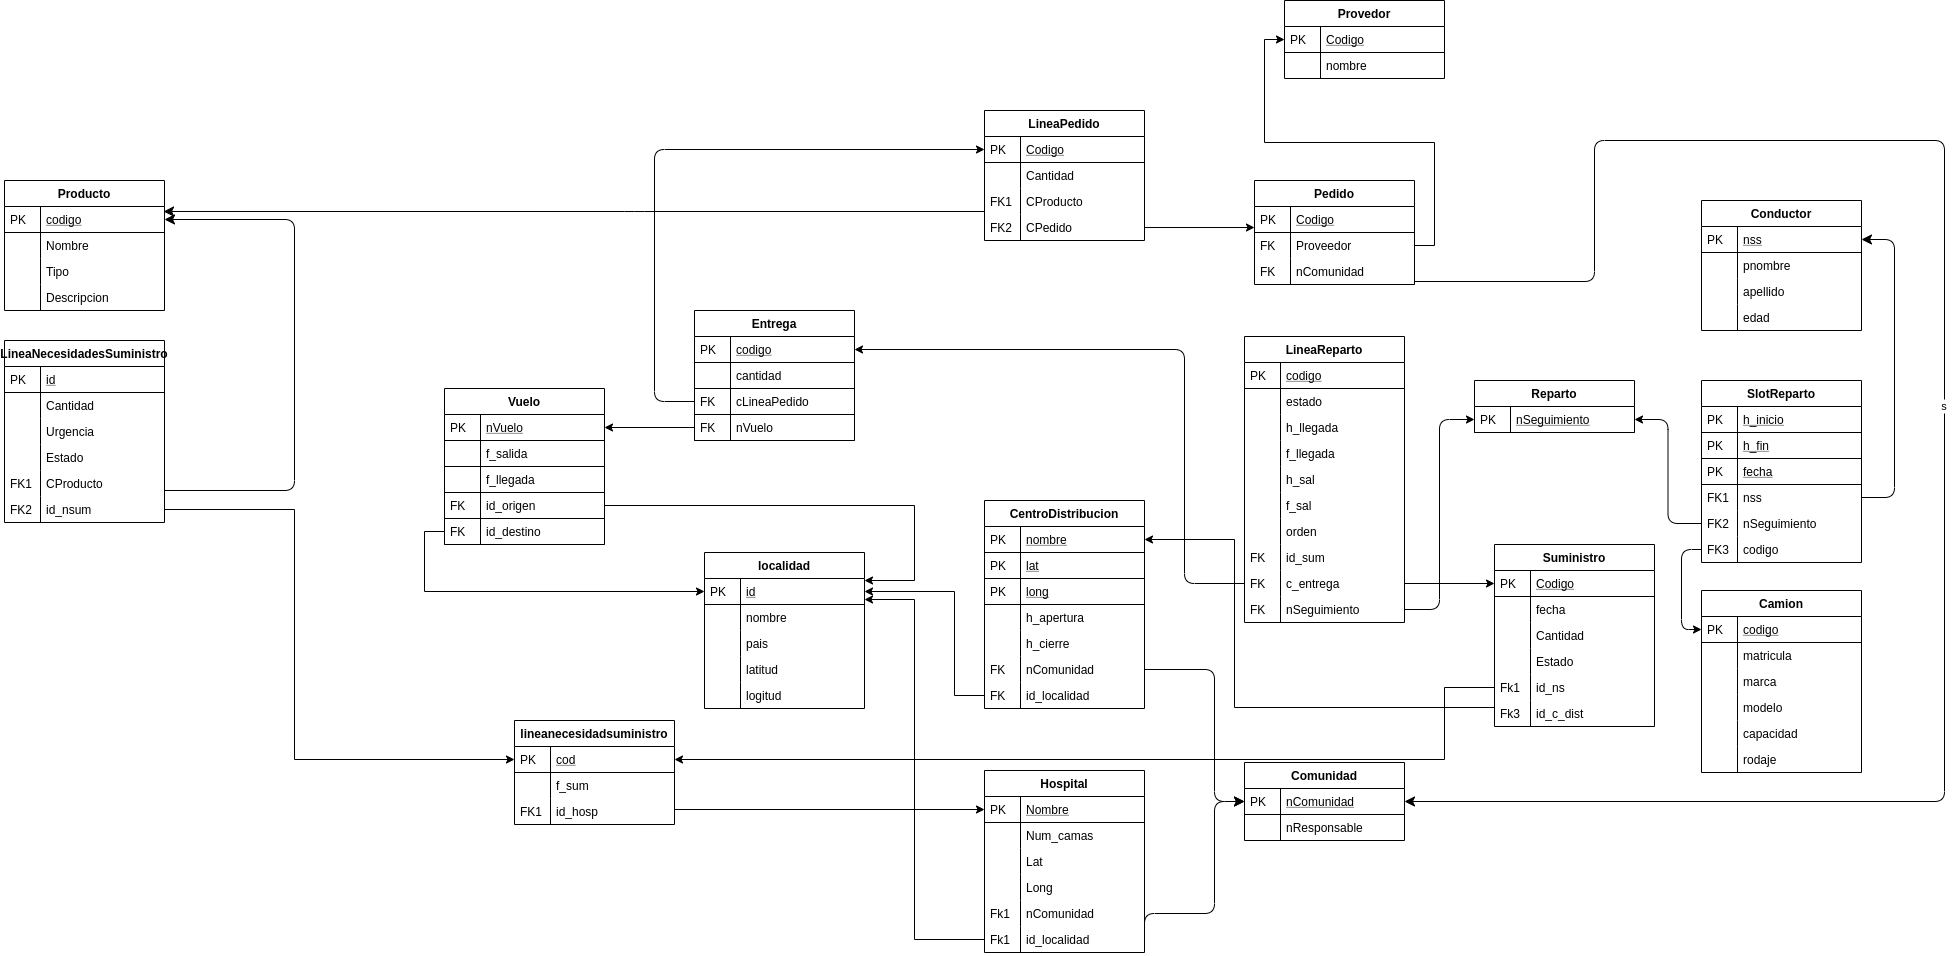 Provedor
PK Codigo
nombre
LineaPedido
PK Codigo
Cantidad
FK1 CProducto
FK2 CPedido
Producto
PK codigo
Nombre
Tipo
Descripcion
Pedido
PK Codigo
FK Proveedor
FK nComunidad
Conductor
PK nss
pnombre
apellido
edad
Entrega
PK codigo
cantidad
FK cLineaPedido
FK nVuelo
LineaNecesidadesSuministro
PK id
Cantidad
Urgencia
Estado
FK1 CProducto
FK2 id_nsum
LineaReparto
PK codigo
estado
h_llegada
f_llegada
h_sal
f_sal
orden
FK id_sum
FK c_entrega
FK nSeguimiento
Reparto
PK nSeguimiento
SlotReparto
PK h_inicio
PK h_fin
PK fecha
FK1 nss
FK2 nSeguimiento
FK3 codigo
s
Vuelo
PK nVuelo
f_salida
f_llegada
FK id_origen
FK id_destino
CentroDistribucion
PK nombre
PK lat
PK long
h_apertura
h_cierre
FK nComunidad
FK id_localidad
localidad
PK id
nombre
pais
latitud
logitud
Suministro
PK Codigo
fecha
Cantidad
Estado
Fk1 id_ns
Fk3 id_c_dist
Camion
PK codigo
matricula
marca
modelo
capacidad
rodaje
lineanecesidadsuministro
PK cod
f_sum
FK1 id_hosp
Hospital
PK Nombre
Num_camas
Lat
Long
Fk1 nComunidad
Fk1 id_localidad
Comunidad
PK nComunidad
nResponsable